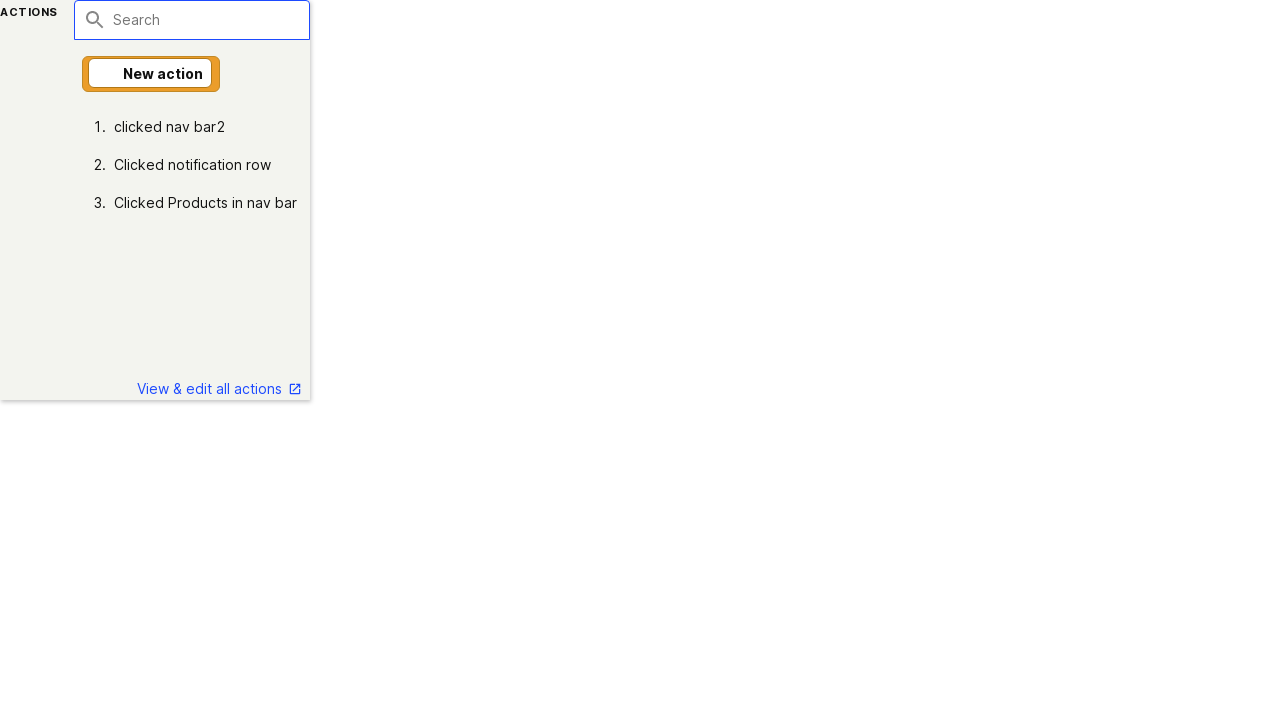 ACTIONS
Search
New action
1. clicked nav bar2
2. Clicked notification row
3. Clicked Products in nav bar
View & edit all actions